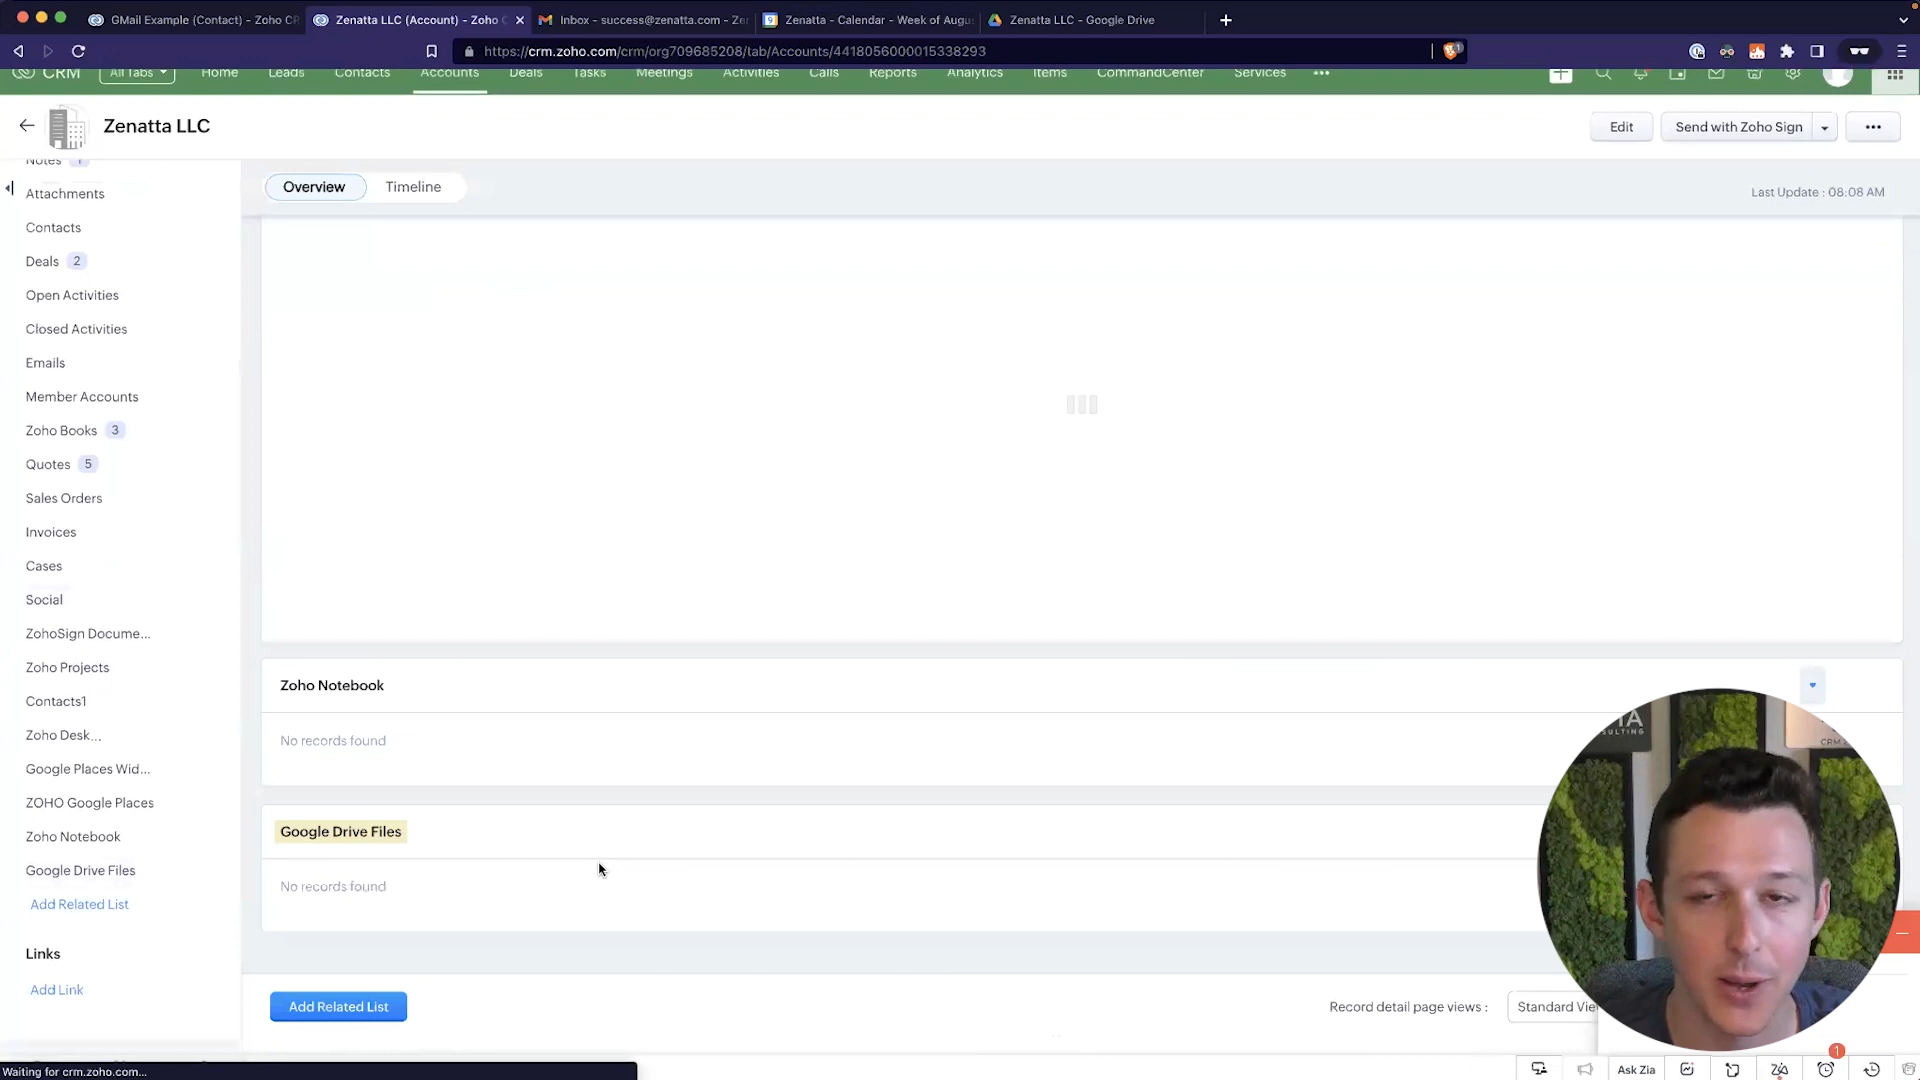 GMail Example (Contact) - Zoho CR
Zenatta LLC (Account) - Zoho C
Inbox - success@zenatta.com - Ze
Zenatta - Calendar - Week of Augu
Zenatta LLC - Google Drive
https://crm.zoho.com/crm/org709685208/tab/Accounts/4418056000015338293
CRM
All Tabs
Home
Leads
Contacts
Accounts
Deals
Tasks
Meetings
Activities
Calls
Reports
Analytics
Items
CommandCenter
Services
Zenatta LLC
Edit
Send with Zoho Sign
Notes 1
Attachments
Contacts
Deals 2
Open Activities
Closed Activities
Emails
Member Accounts
Zoho Books 3
Quotes 5
Sales Orders
Invoices
Cases
Social
ZohoSign Docume...
Zoho Projects
Contacts1
Zoho Desk...
Google Places Wid...
ZOHO Google Places
Zoho Notebook
Google Drive Files
Add Related List
Links
Add Link
Overview
Timeline
Last Update : 08:08 AM
Zoho Notebook
No records found
Google Drive Files
No records found
Add Related List
Record detail page views :
Standard Vie
Waiting for crm.zoho.com...
Ask Zia
1